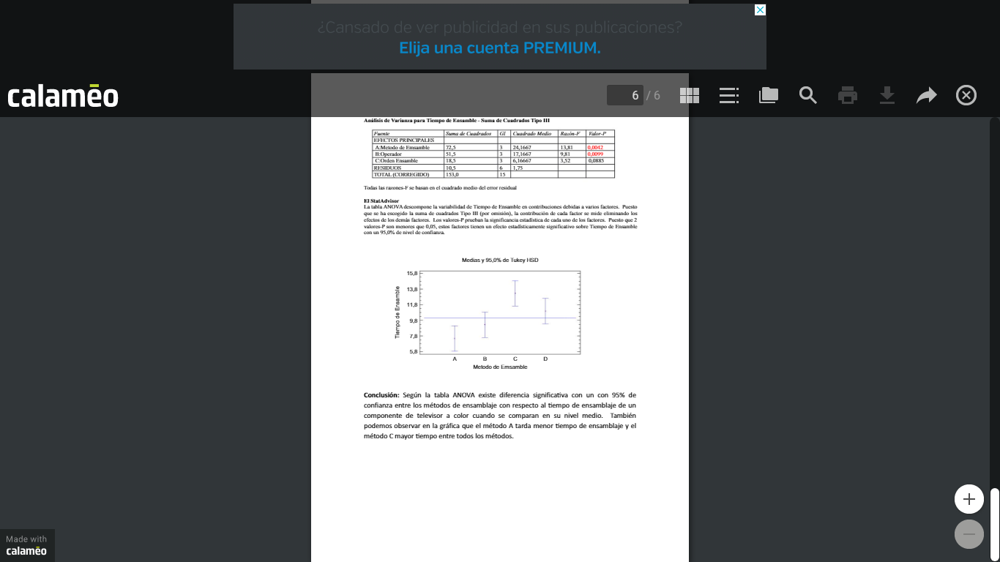 ¿Cansado de ver publicidad en sus publicaciones?
Elija una cuenta PREMIUM.
calamēo
6 / 6
Análisis de Varianza para Tiempo de Ensamble - Suma de Cuadrados Tipo III
Fuente Suma de Cuadrados Gl Cuadrado Medio Razón-F Valor-P
EFECTOS PRINCIPALES
A:Metodo de Emsamble 72,5 3 24,1667 13,81 0,0042
B:Operador 51,5 3 17,1667 9,81 0,0099
C:Orden Ensamble 18,5 3 6,16667 3,52 0,0885
RESIDUOS 10,5 6 1,75
TOTAL (CORREGIDO) 153,0 15
Todas las razones-F se basan en el cuadrado medio del error residual
El StatAdvisor
La tabla ANOVA descompone la variabilidad de Tiempo de Ensamble en contribuciones debidas a varios factores. Puesto
que se ha escogido la suma de cuadrados Tipo III (por omisión), la contribución de cada factor se mide eliminando los
efectos de los demás factores. Los valores-P prueban la significancia estadística de cada uno de los factores. Puesto que 2
valores-P son menores que 0,05, estos factores tienen un efecto estadísticamente significativo sobre Tiempo de Ensamble
con un 95,0% de nivel de confianza.
Medias y 95,0% de Tukey HSD
15,8
13,8
11,8
9,8
7,8
5,8
Tiempo de Ensamble
A B C D
Metodo de Emsamble
Conclusión: Según la tabla ANOVA existe diferencia significativa con un con 95% de
confianza entre los métodos de ensamblaje con respecto al tiempo de ensamblaje de un
componente de televisor a color cuando se comparan en su nivel medio. También
podemos observar en la gráfica que el método A tarda menor tiempo de ensamblaje y el
método C mayor tiempo entre todos los métodos.
Made with
calamēo